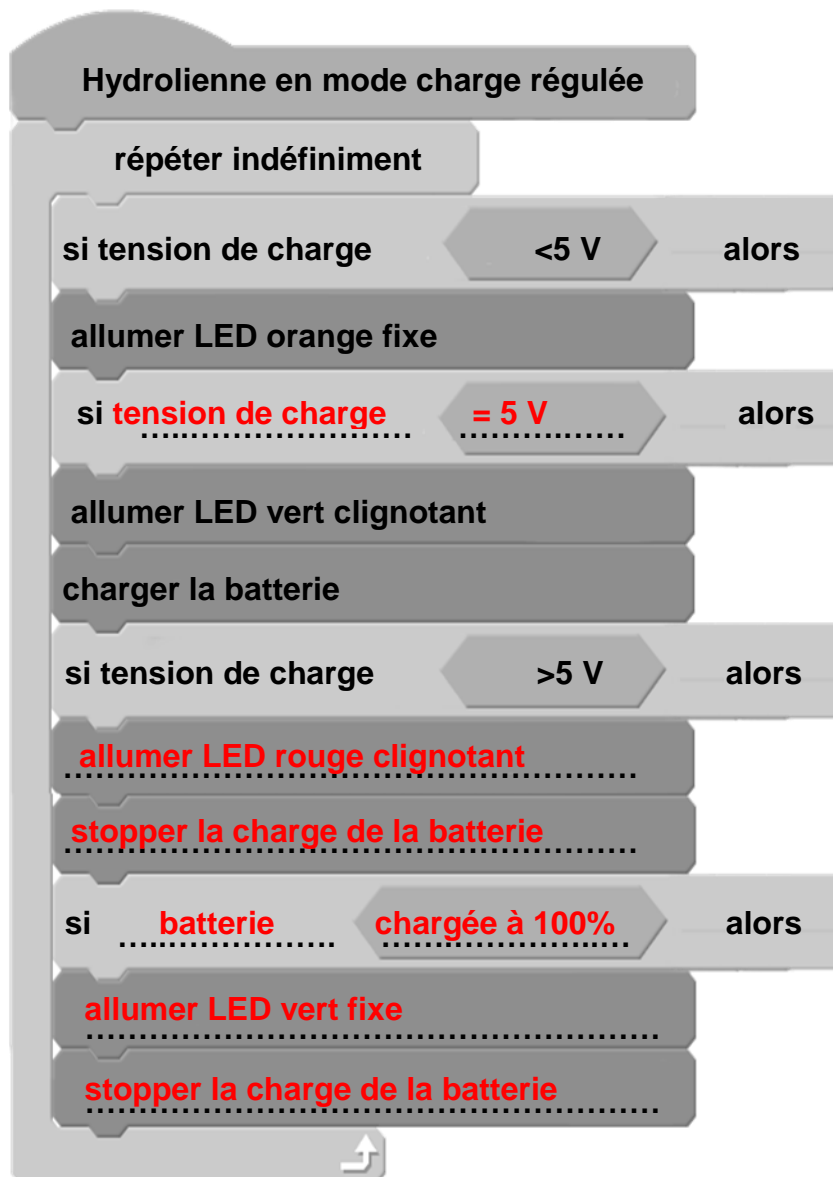 Hydrolienne en mode charge régulée
répéter indéfiniment
si tension de charge <5 V alors
allumer LED orange fixe
si tension de charge = 5 V alors
allumer LED vert clignotant
charger la batterie
si tension de charge >5 V alors
allumer LED rouge clignotant
stopper la charge de la batterie
si batterie chargée à 100% alors
allumer LED vert fixe
stopper la charge de la batterie